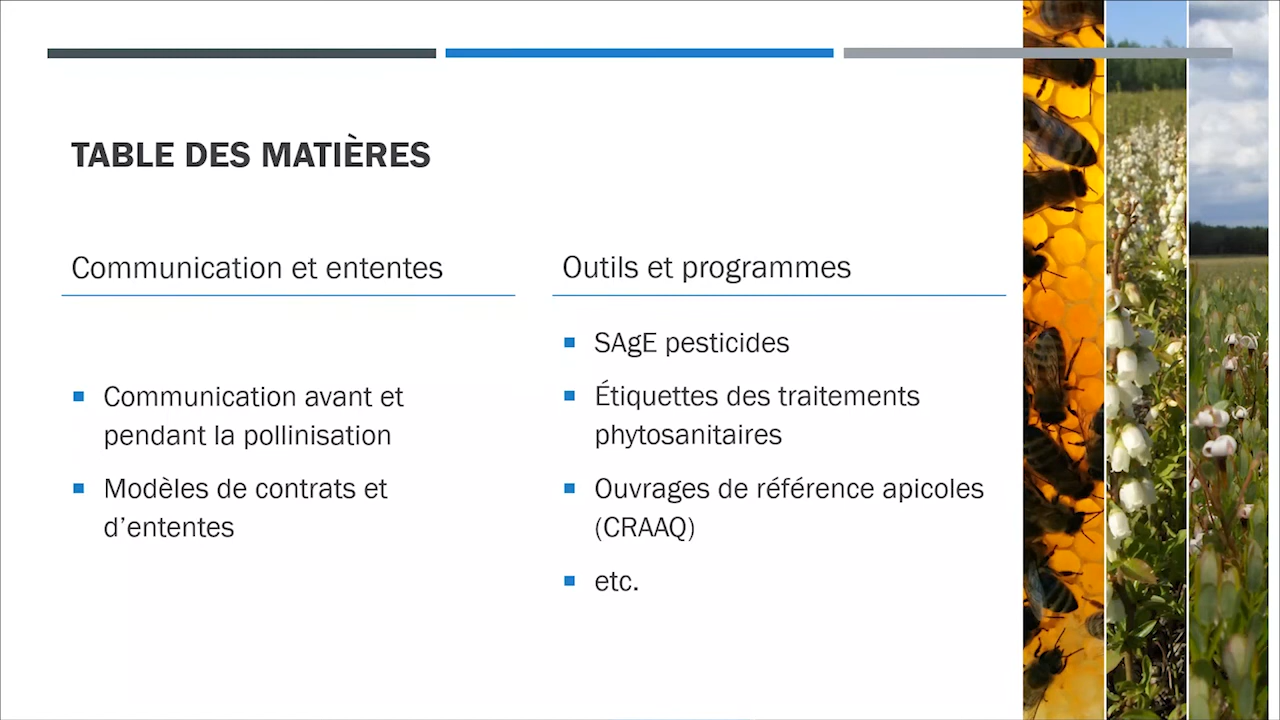 TABLE DES MATIÈRES
Communication et ententes
Communication avant et
pendant la pollinisation
Modèles de contrats et
d’ententes
Outils et programmes
SAgE pesticides
Étiquettes des traitements
phytosanitaires
Ouvrages de référence apicoles
(CRAAQ)
etc.